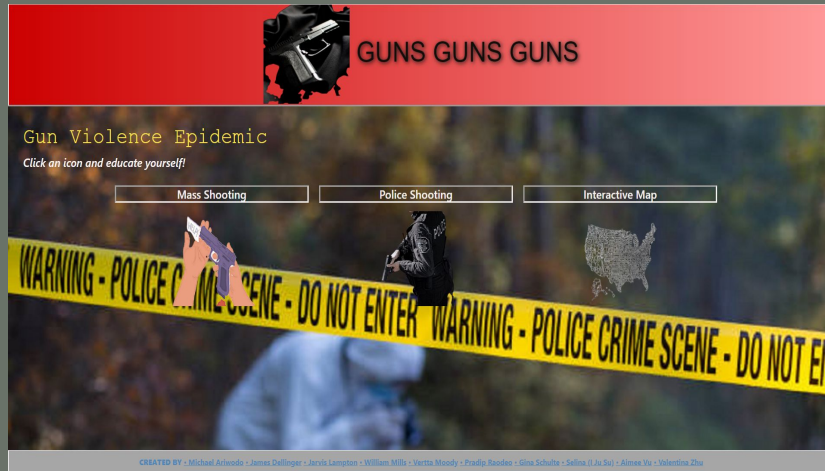 GUNS GUNS GUNS
Gun Violence Epidemic
Click an icon and educate yourself!
Mass Shooting
Police Shooting
Interactive Map
WARNING - POLICE CRIME SCENE - DO NOT ENTER WARNING - POLICE CRIME SCENE - DO NOT
CREATED BY - Michael Ariwodo - James Dellinger - Jarvis Lampton - William Mills - Vertta Moody - Pradip Raodeo - Gina Schulte - Selina (I.Ju Su) - Aimee Vu - Valentina Zhu